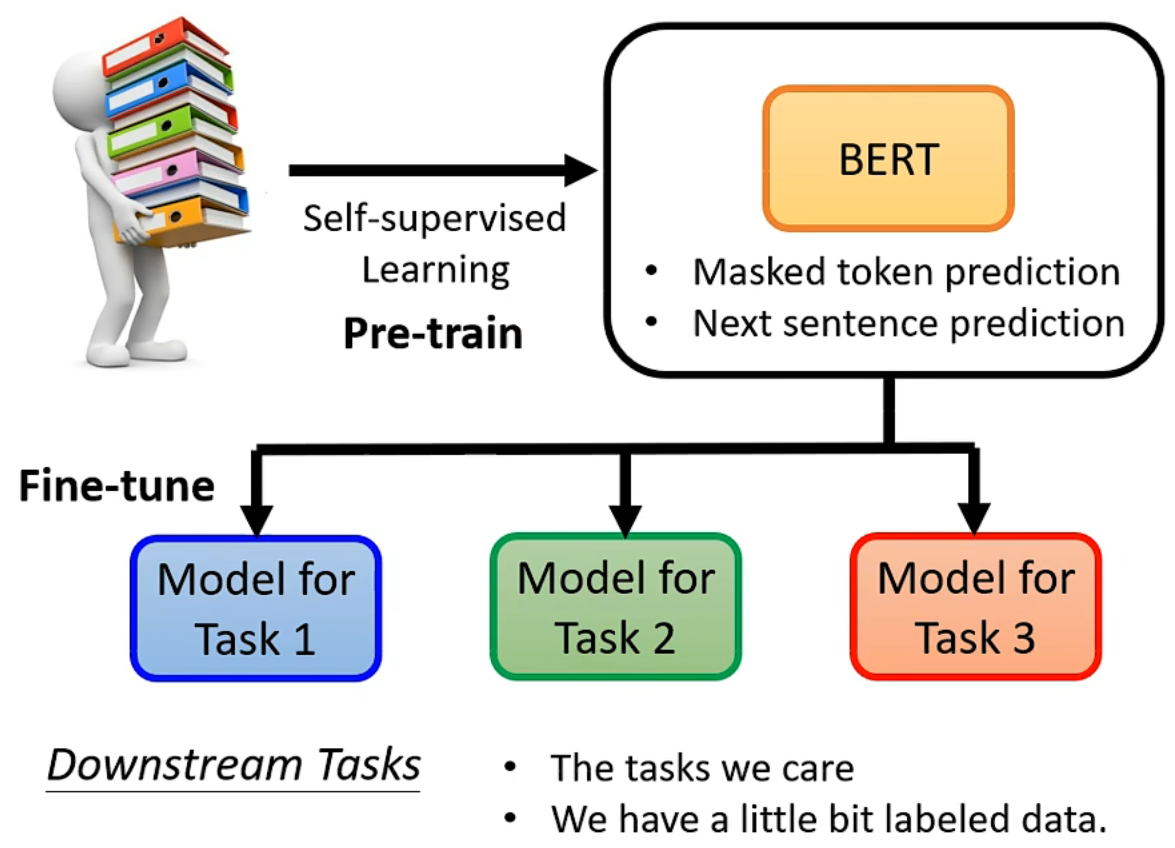 BERT
Self-supervised
Learning
Pre-train
• Masked token prediction
• Next sentence prediction
Fine-tune
Model for
Task 1
Model for
Task 2
Model for
Task 3
Downstream Tasks
• The tasks we care
• We have a little bit labeled data.